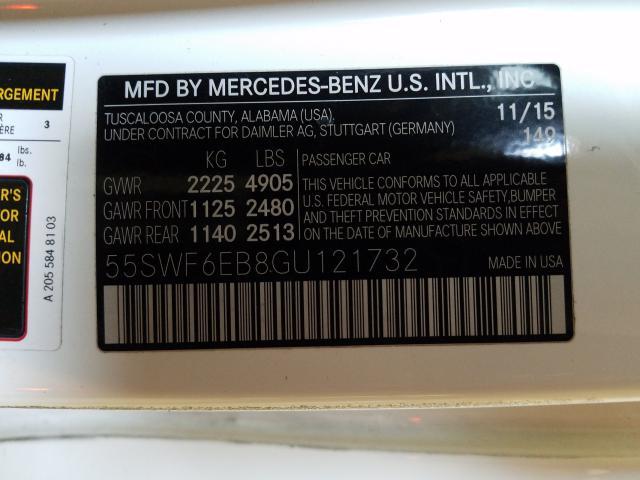 RGEMENT
R
ÈRE 3
84 lbs.
lb.
R'S
OR
AL
ION
A 205 584 81 03
MFD BY MERCEDES-BENZ U.S. INTL., INC
TUSCALOOSA COUNTY, ALABAMA (USA). 11/15
UNDER CONTRACT FOR DAIMLER AG, STUTTGART (GERMANY) 149
KG LBS PASSENGER CAR
GVWR 2225 4905 THIS VEHICLE CONFORMS TO ALL APPLICABLE
GAWR FRONT 1125 2480 U.S. FEDERAL MOTOR VEHICLE SAFETY, BUMPER
GAWR REAR 1140 2513 AND THEFT PREVENTION STANDARDS IN EFFECT
ON THE DATE OF MANUFACTURE SHOWN ABOVE.
55SWF6EB8GU121732 MADE IN USA